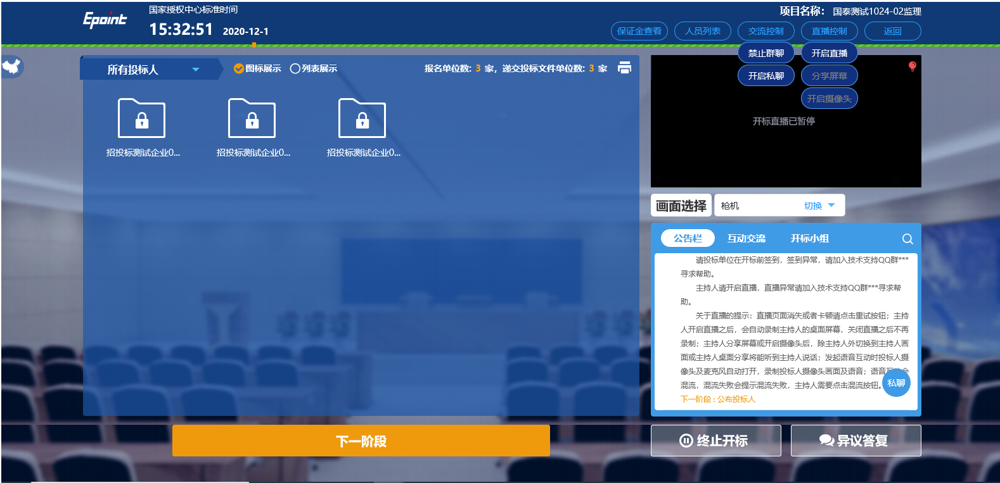 Epoint
国家授权中心标准时间
15:32:51 2020-12-1
项目名称： 国泰测试1024-02监理
保证金查看 人员列表 交流控制 直播控制 返回
禁止群聊 开启直播
开启私聊 分享屏幕
开启摄像头
所有投标人 图标展示 列表展示 报名单位数: 3 家，递交投标文件单位数: 3 家
招投标测试企业0... 招投标测试企业0... 招投标测试企业0...
开标直播已暂停
画面选择 枪机 切换
公告栏 互动交流 开标小组
请投标单位在开标前签到，签到异常，请加入技术支持QQ群***
寻求帮助。
主持人请开启直播，直播异常请加入技术支持QQ群***寻求帮
助。
关于直播的提示：直播页面消失或者卡顿请点击重试按钮；主持
人开启直播之后，会自动录制主持人的桌面屏幕，关闭直播之后不再
录制；主持人分享屏幕或开启摄像头后，除主持人外切换到主持人画
面或主持人桌面分享将能听到主持人说话；发起语音互动时投标人摄
像头及麦克风自动打开，录制投标人摄像头画面及语音；语音互动会
混流，混流失败会提示混流失败，主持人需要点击混流按钮。
私聊
下一阶段 : 公布投标人
下一阶段
终止开标 异议答复